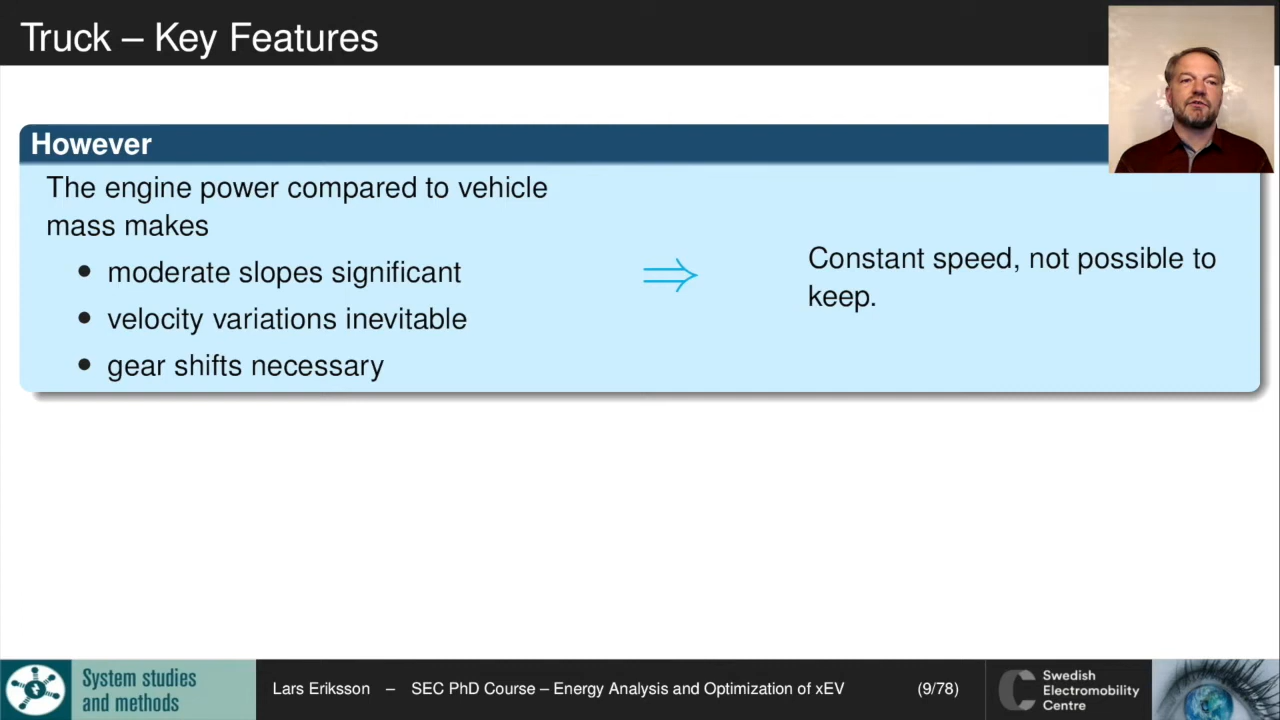 Truck – Key Features
However
The engine power compared to vehicle
mass makes
• moderate slopes significant
• velocity variations inevitable
• gear shifts necessary
⇒
Constant speed, not possible to
keep.
System studies
and methods
Lars Eriksson – SEC PhD Course – Energy Analysis and Optimization of xEV
(9/78)
Swedish
Electromobility
Centre